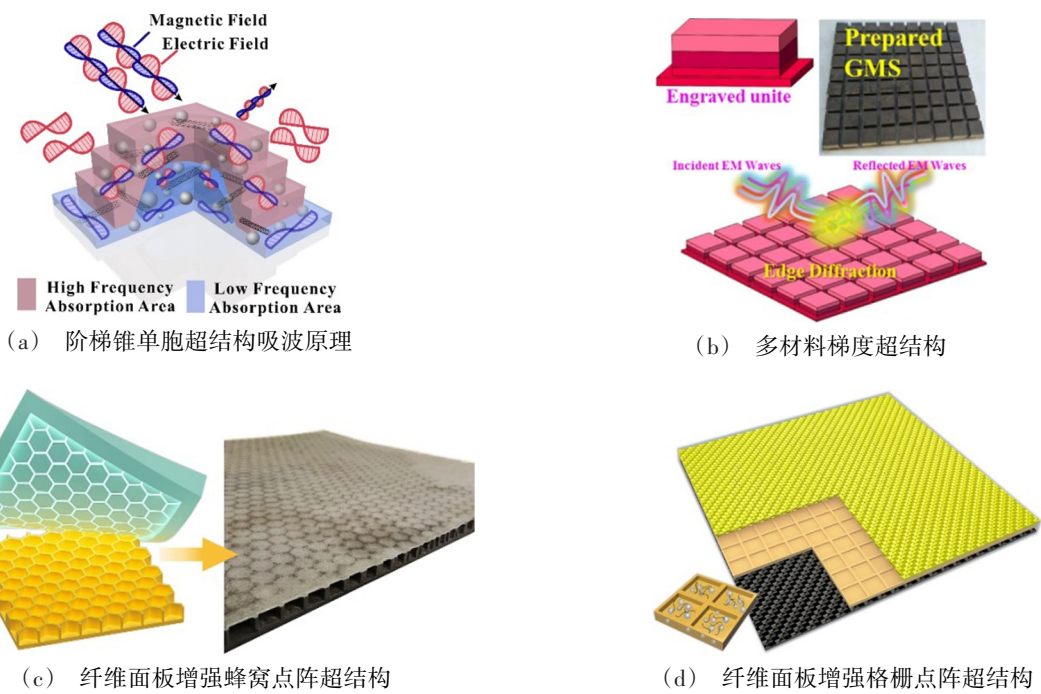 Magnetic Field
Electric Field
High Frequency
Absorption Area
Low Frequency
Absorption Area
(a) 阶梯锥单胞超结构吸波原理
Engraved unite
Prepared
GMS
Incident EM Waves
Reflected EM Waves
Edge Diffraction
(b) 多材料梯度超结构
(c) 纤维面板增强蜂窝点阵超结构
(d) 纤维面板增强格栅点阵超结构